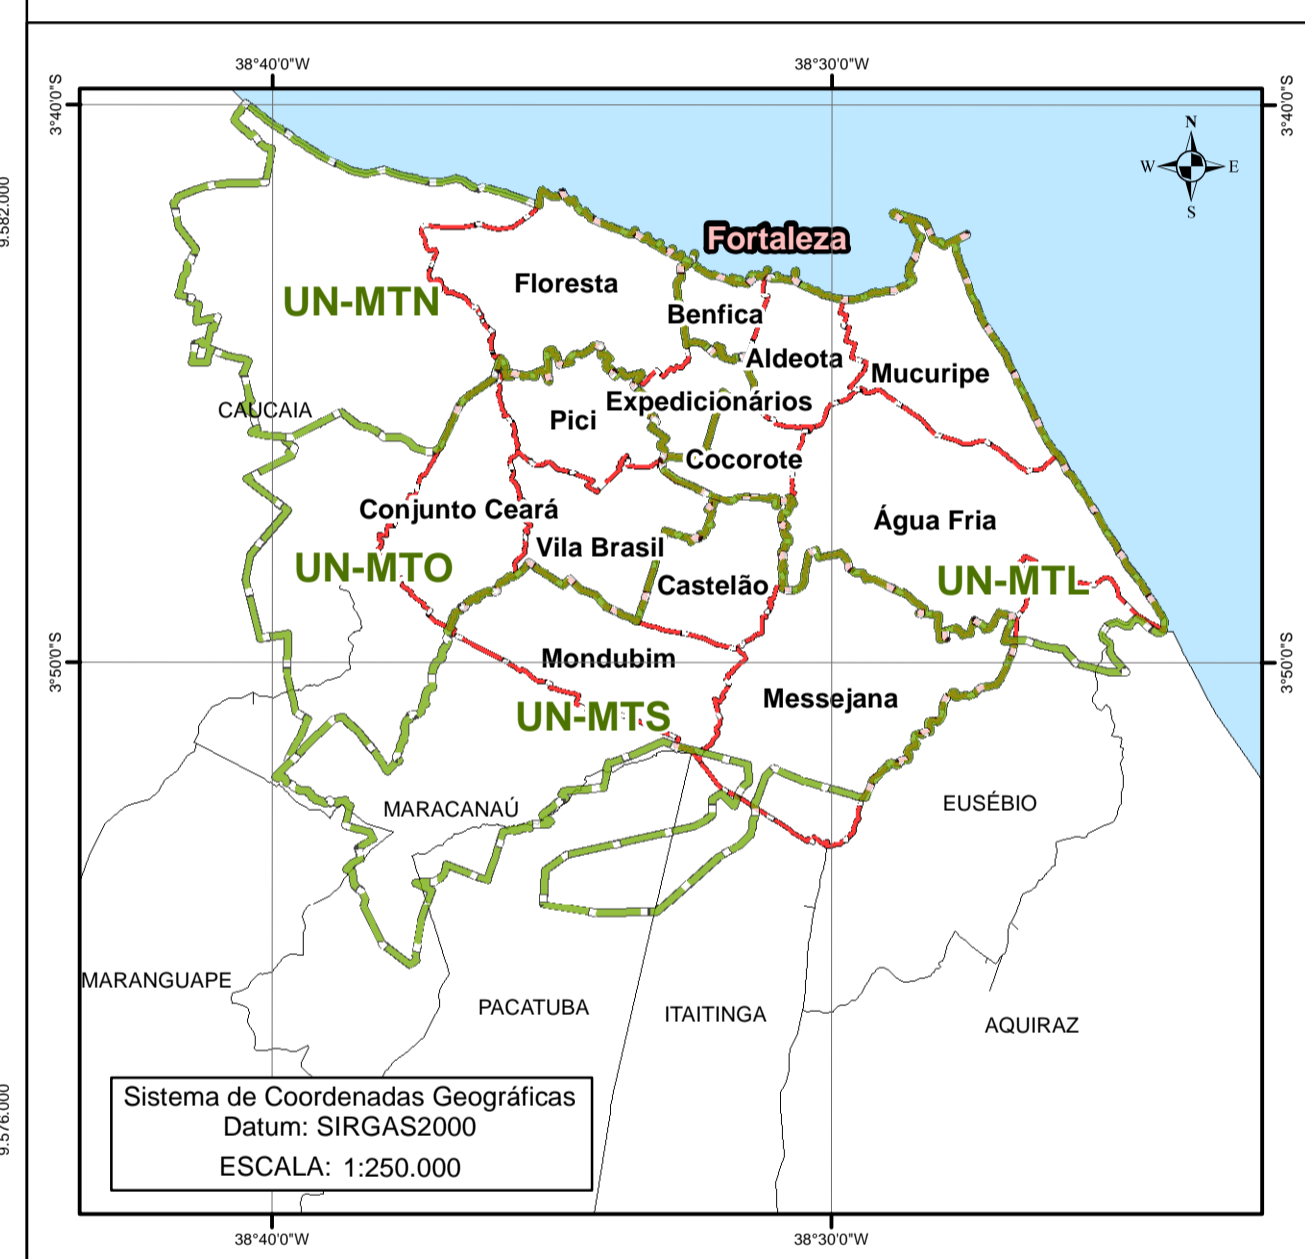 38°40'0"W
38°30'0"W
3°40'0"S
3°40'0"S
9.582.000
N
W
E
S
Fortaleza
Floresta
UN-MTN
Benfica
Aldeota
Mucuripe
CAUCAIA
Expedicionários
Pici
Cocorote
Conjunto Ceará
Água Fria
Vila Brasil
UN-MTO
Castelão
UN-MTL
3°50'0"S
3°50'0"S
Mondubim
Messejana
UN-MTS
MARACANAÚ
EUSÉBIO
MARANGUAPE
PACATUBA
ITAITINGA
AQUIRAZ
9.576.000
Sistema de Coordenadas Geográficas
Datum: SIRGAS2000
ESCALA: 1:250.000
38°40'0"W
38°30'0"W